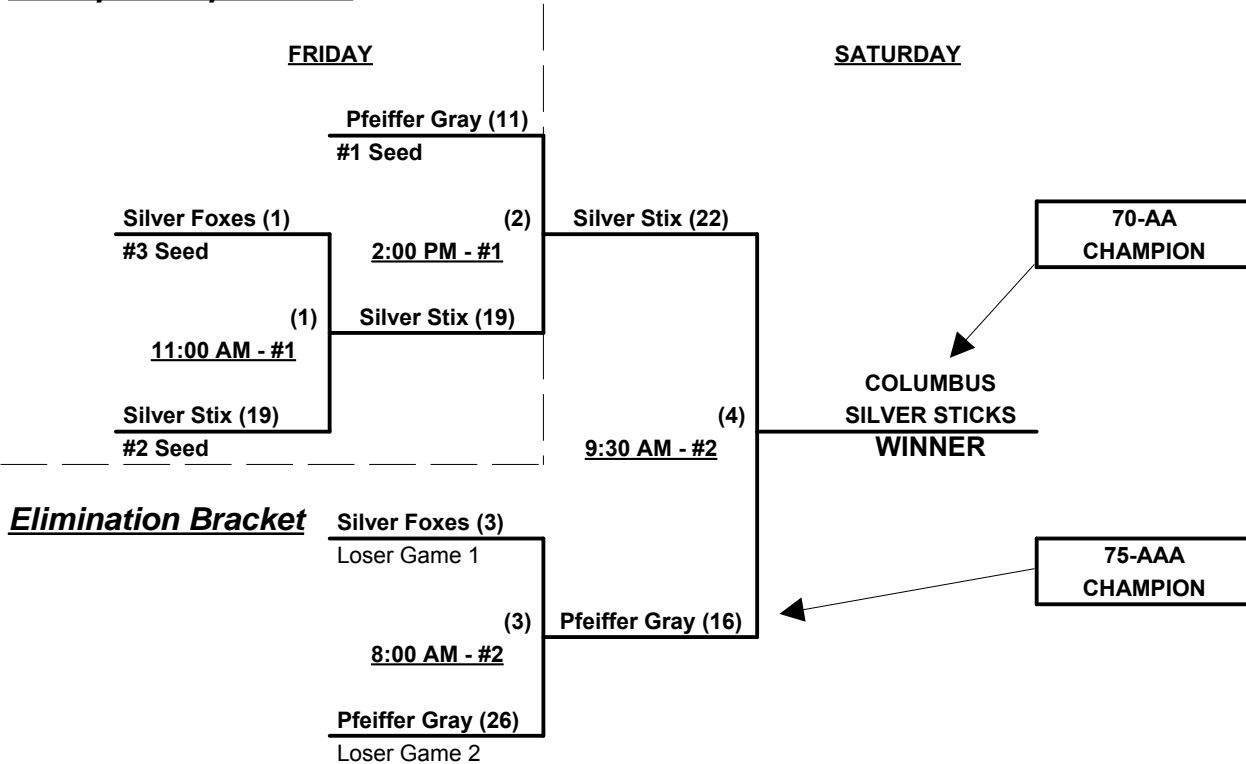 FRIDAY
SATURDAY
Pfeiffer Gray (11)
#1 Seed
Silver Foxes (1)
#3 Seed
(2)
2:00 PM - #1
Silver Stix (22)
70-AA
CHAMPION
(1)
11:00 AM - #1
Silver Stix (19)
Silver Stix (19)
#2 Seed
(4)
9:30 AM - #2
COLUMBUS
SILVER STICKS
WINNER
Elimination Bracket
Silver Foxes (3)
Loser Game 1
75-AAA
CHAMPION
(3)
8:00 AM - #2
Pfeiffer Gray (16)
Pfeiffer Gray (26)
Loser Game 2